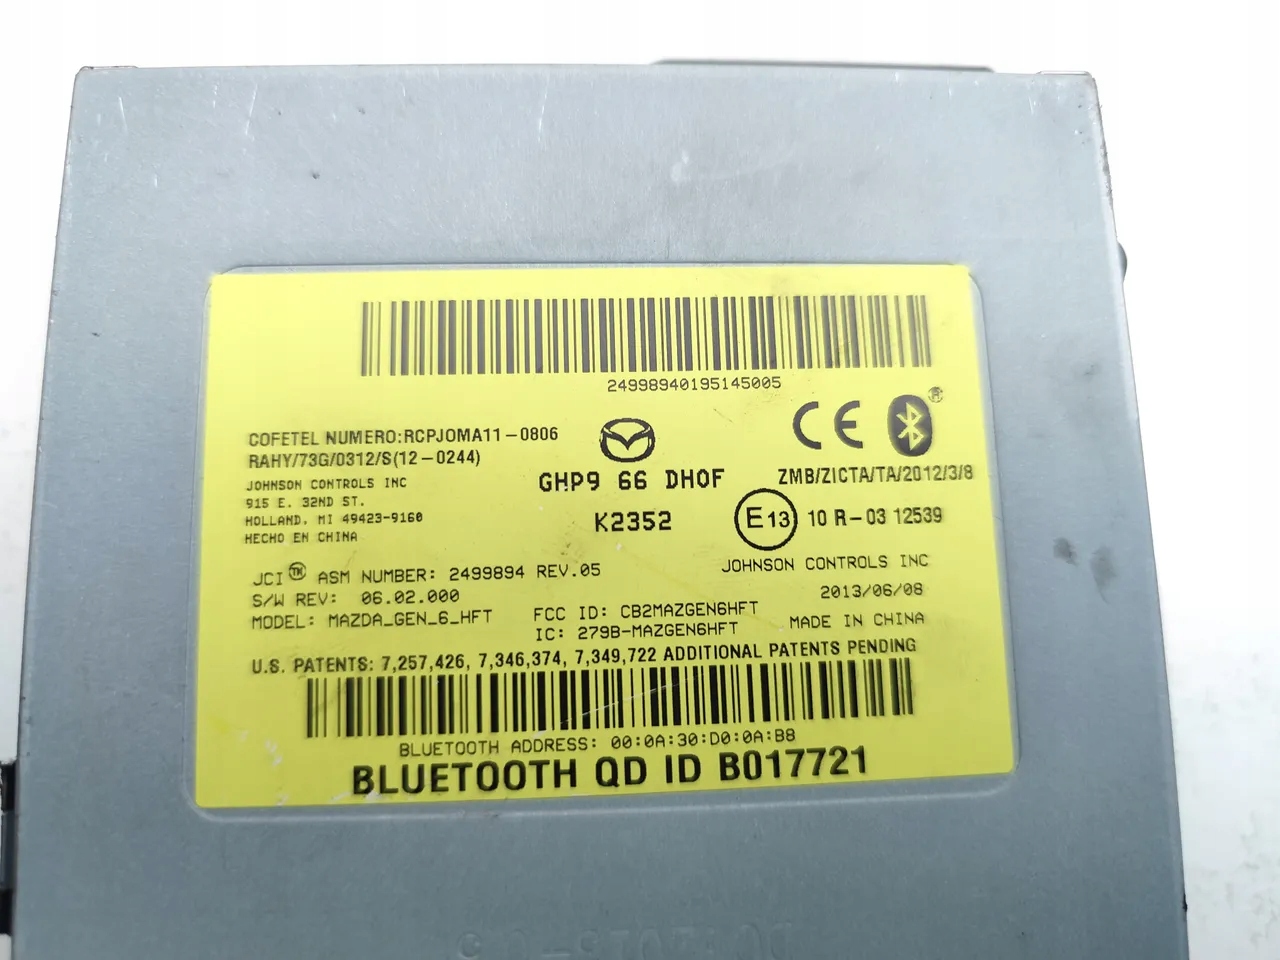 24998940195145005
COFETEL NUMERO:RCPJOMA11-0806
RAHY/73G/0312/S(12-0244)
JOHNSON CONTROLS INC
915 E. 32ND ST.
HOLLAND, MI 49423-9160
HECHO EN CHINA
GHP9 66 DH0F
K2352
CE
ZMB/ZICTA/TA/2012/3/8
E13 10 R-03 12539
JCI™ ASM NUMBER: 2499894 REV.05
S/W REV: 06.02.000
MODEL: MAZDA_GEN_6_HFT
FCC ID: CB2MAZGEN6HFT
IC: 279B-MAZGEN6HFT
JOHNSON CONTROLS INC
2013/06/08
MADE IN CHINA
U.S. PATENTS: 7,257,426, 7,346,374, 7,349,722 ADDITIONAL PATENTS PENDING
BLUETOOTH ADDRESS: 00:0A:30:D0:0A:B8
BLUETOOTH QD ID B017721